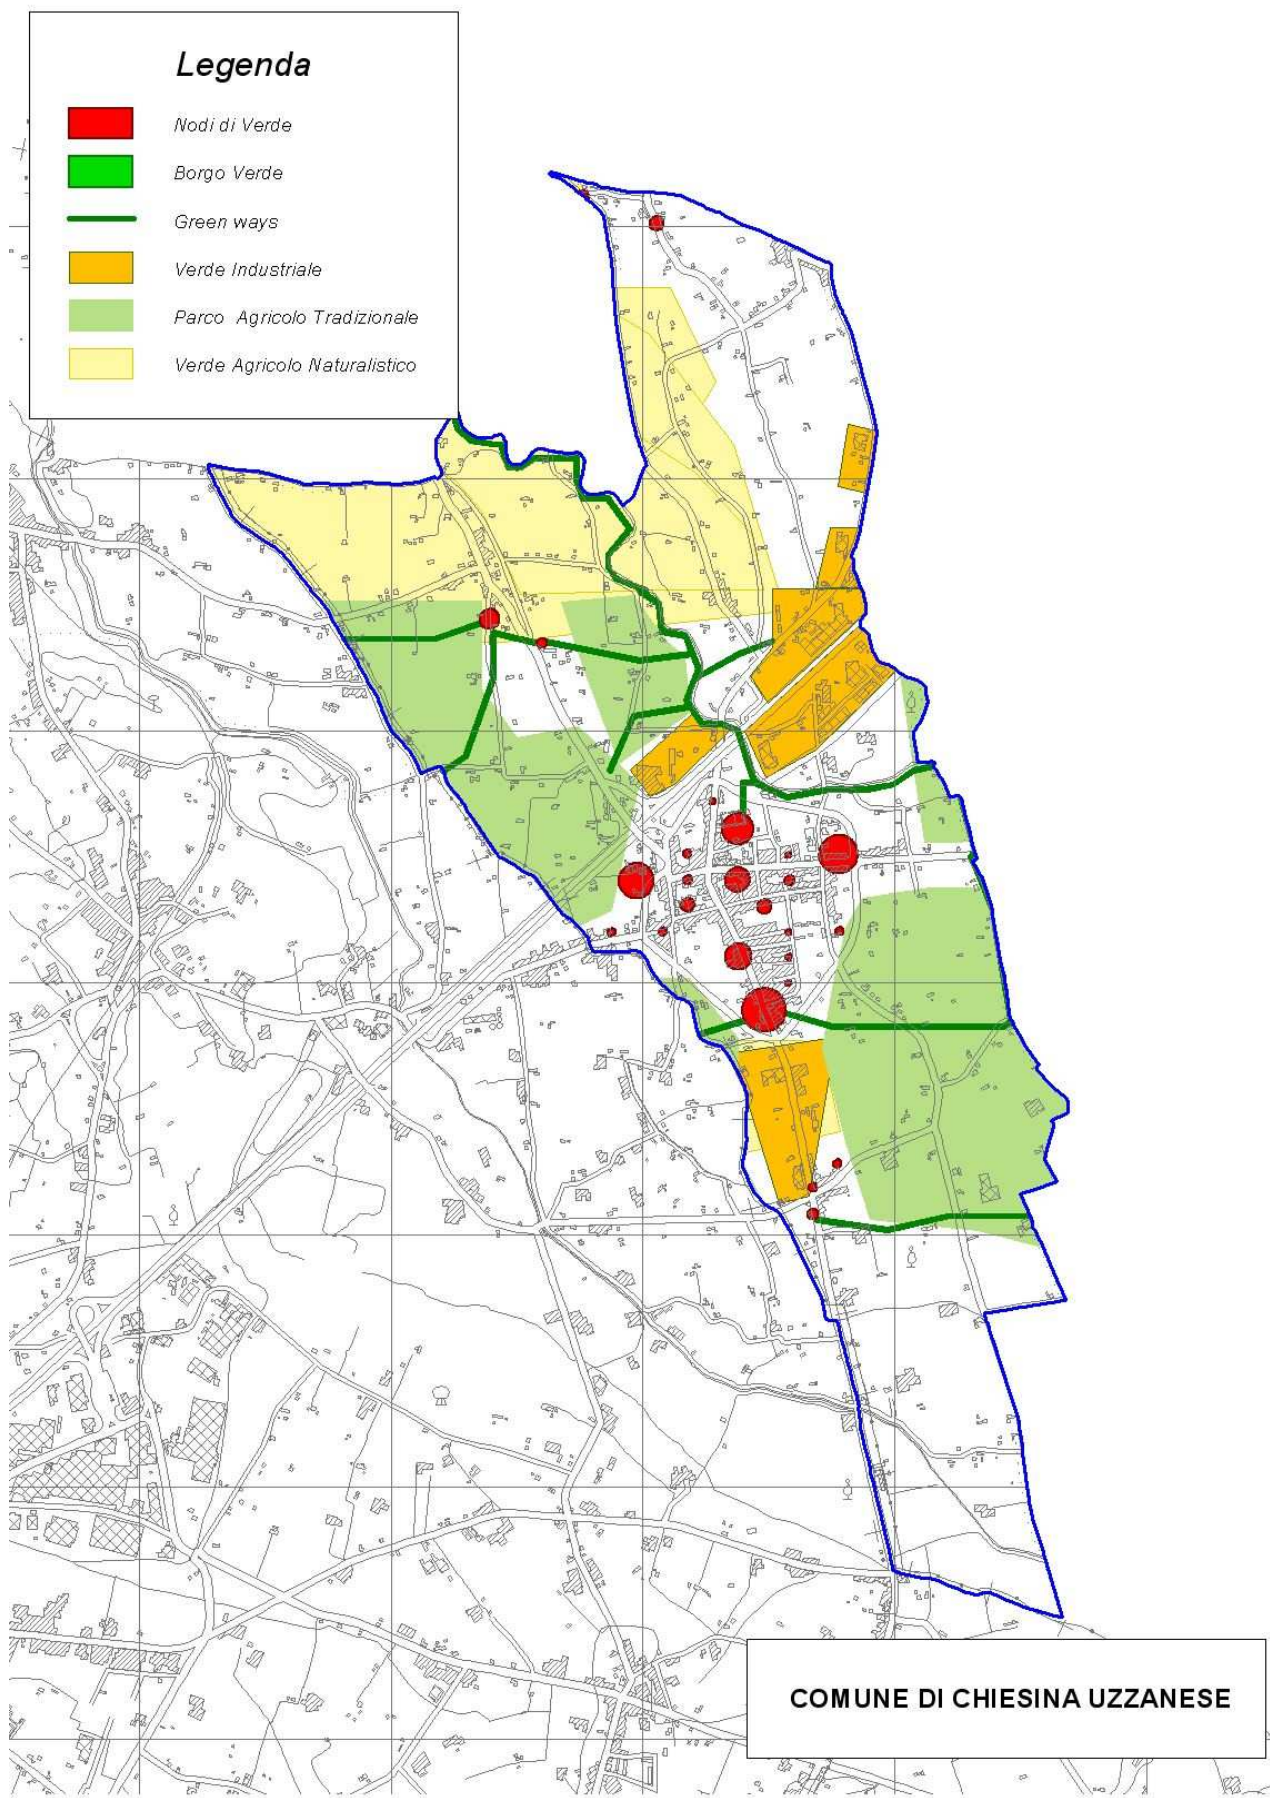 Legenda
Nodi di Verde
Borgo Verde
Green ways
Verde Industriale
Parco Agricolo Tradizionale
Verde Agricolo Naturalistico
COMUNE DI CHIESINA UZZANESE